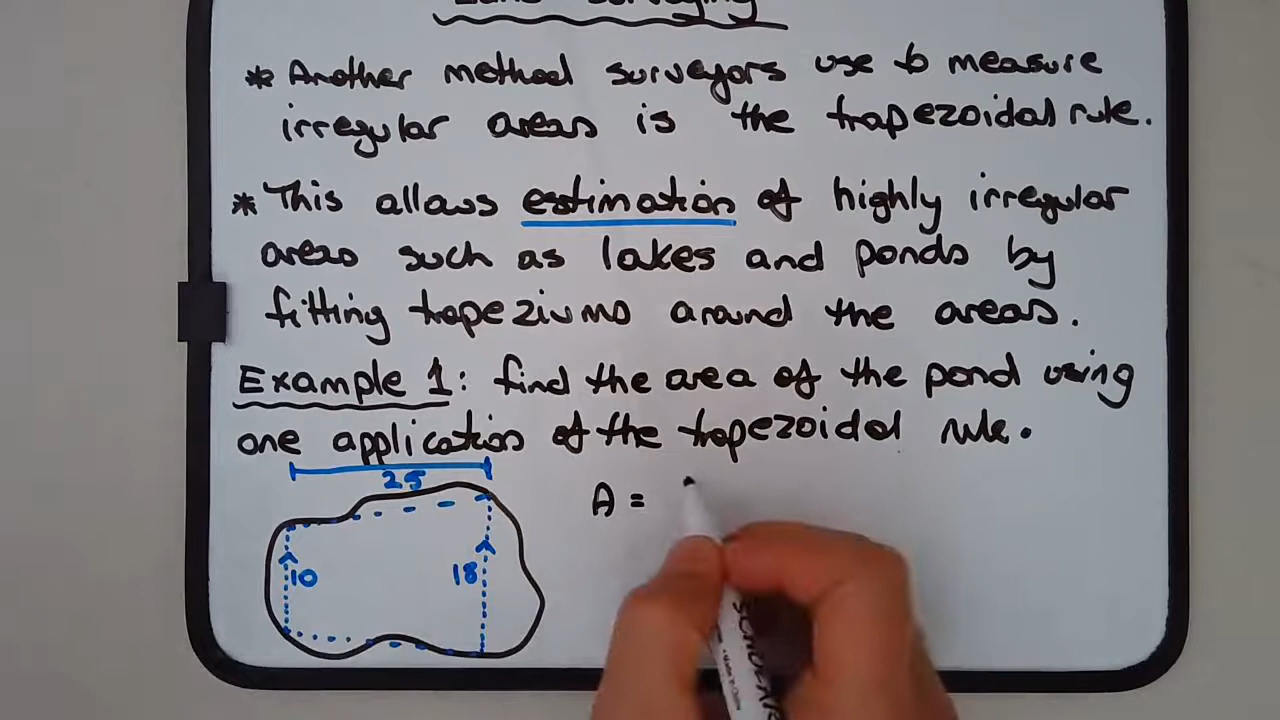 Land Surveying
* Another method surveyors use to measure
irregular areas is the trapezoidal rule.
* This allows estimation of highly irregular
areas such as lakes and ponds by
fitting trapeziums around the areas.
Example 1: find the area of the pond using
one application of the trapezoidal rule.
25
A =
10
18